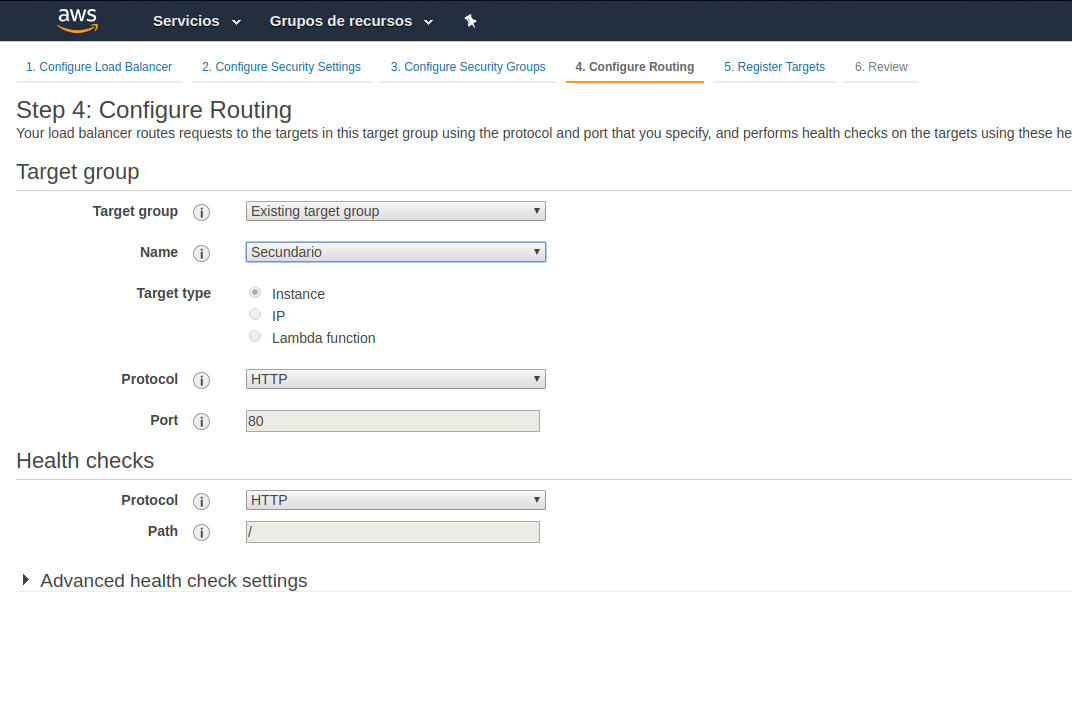 aws Servicios Grupos de recursos
1. Configure Load Balancer 2. Configure Security Settings 3. Configure Security Groups 4. Configure Routing 5. Register Targets 6. Review
Step 4: Configure Routing
Your load balancer routes requests to the targets in this target group using the protocol and port that you specify, and performs health checks on the targets using these he
Target group
Target group i Existing target group
Name i Secundario
Target type Instance
IP
Lambda function
Protocol i HTTP
Port i 80
Health checks
Protocol i HTTP
Path i /
Advanced health check settings